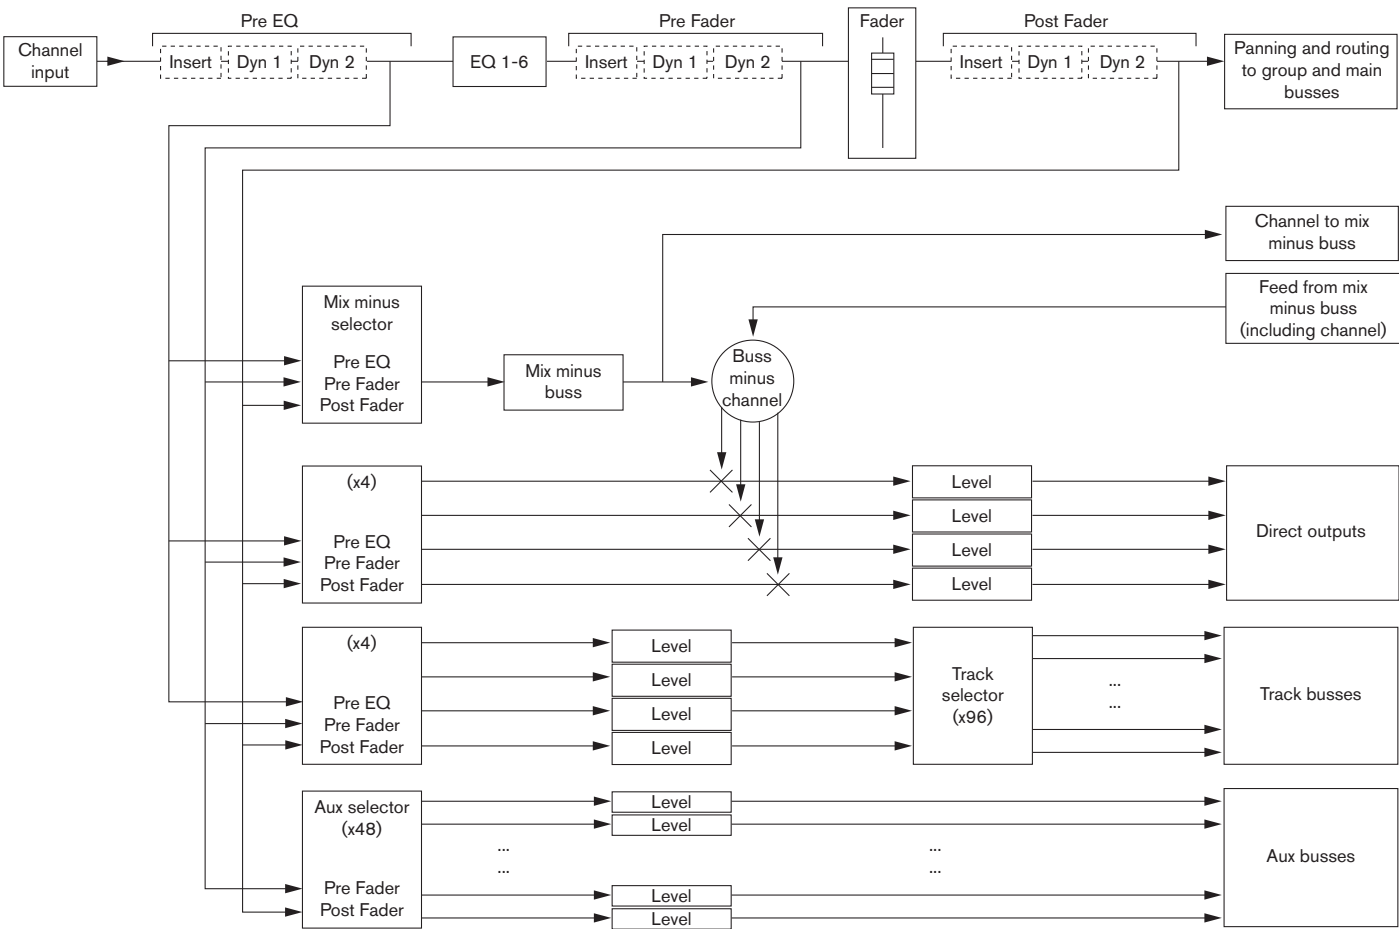 Pre EQ
Pre Fader
Fader
Post Fader
Channel
input
Insert
Dyn 1
Dyn 2
EQ 1-6
Insert
Dyn 1
Dyn 2
Insert
Dyn 1
Dyn 2
Panning and routing
to group and main
busses
Channel to mix
minus buss
Feed from mix
minus buss
(including channel)
Mix minus
selector
Pre EQ
Pre Fader
Post Fader
Mix minus
buss
Buss
minus
channel
(x4)
Pre EQ
Pre Fader
Post Fader
Level
Level
Level
Level
Direct outputs
(x4)
Pre EQ
Pre Fader
Post Fader
Level
Level
Level
Level
Track
selector
(x96)
...
...
Track busses
Aux selector
(x48)
Pre Fader
Post Fader
...
...
Level
Level
Level
Level
...
...
Aux busses